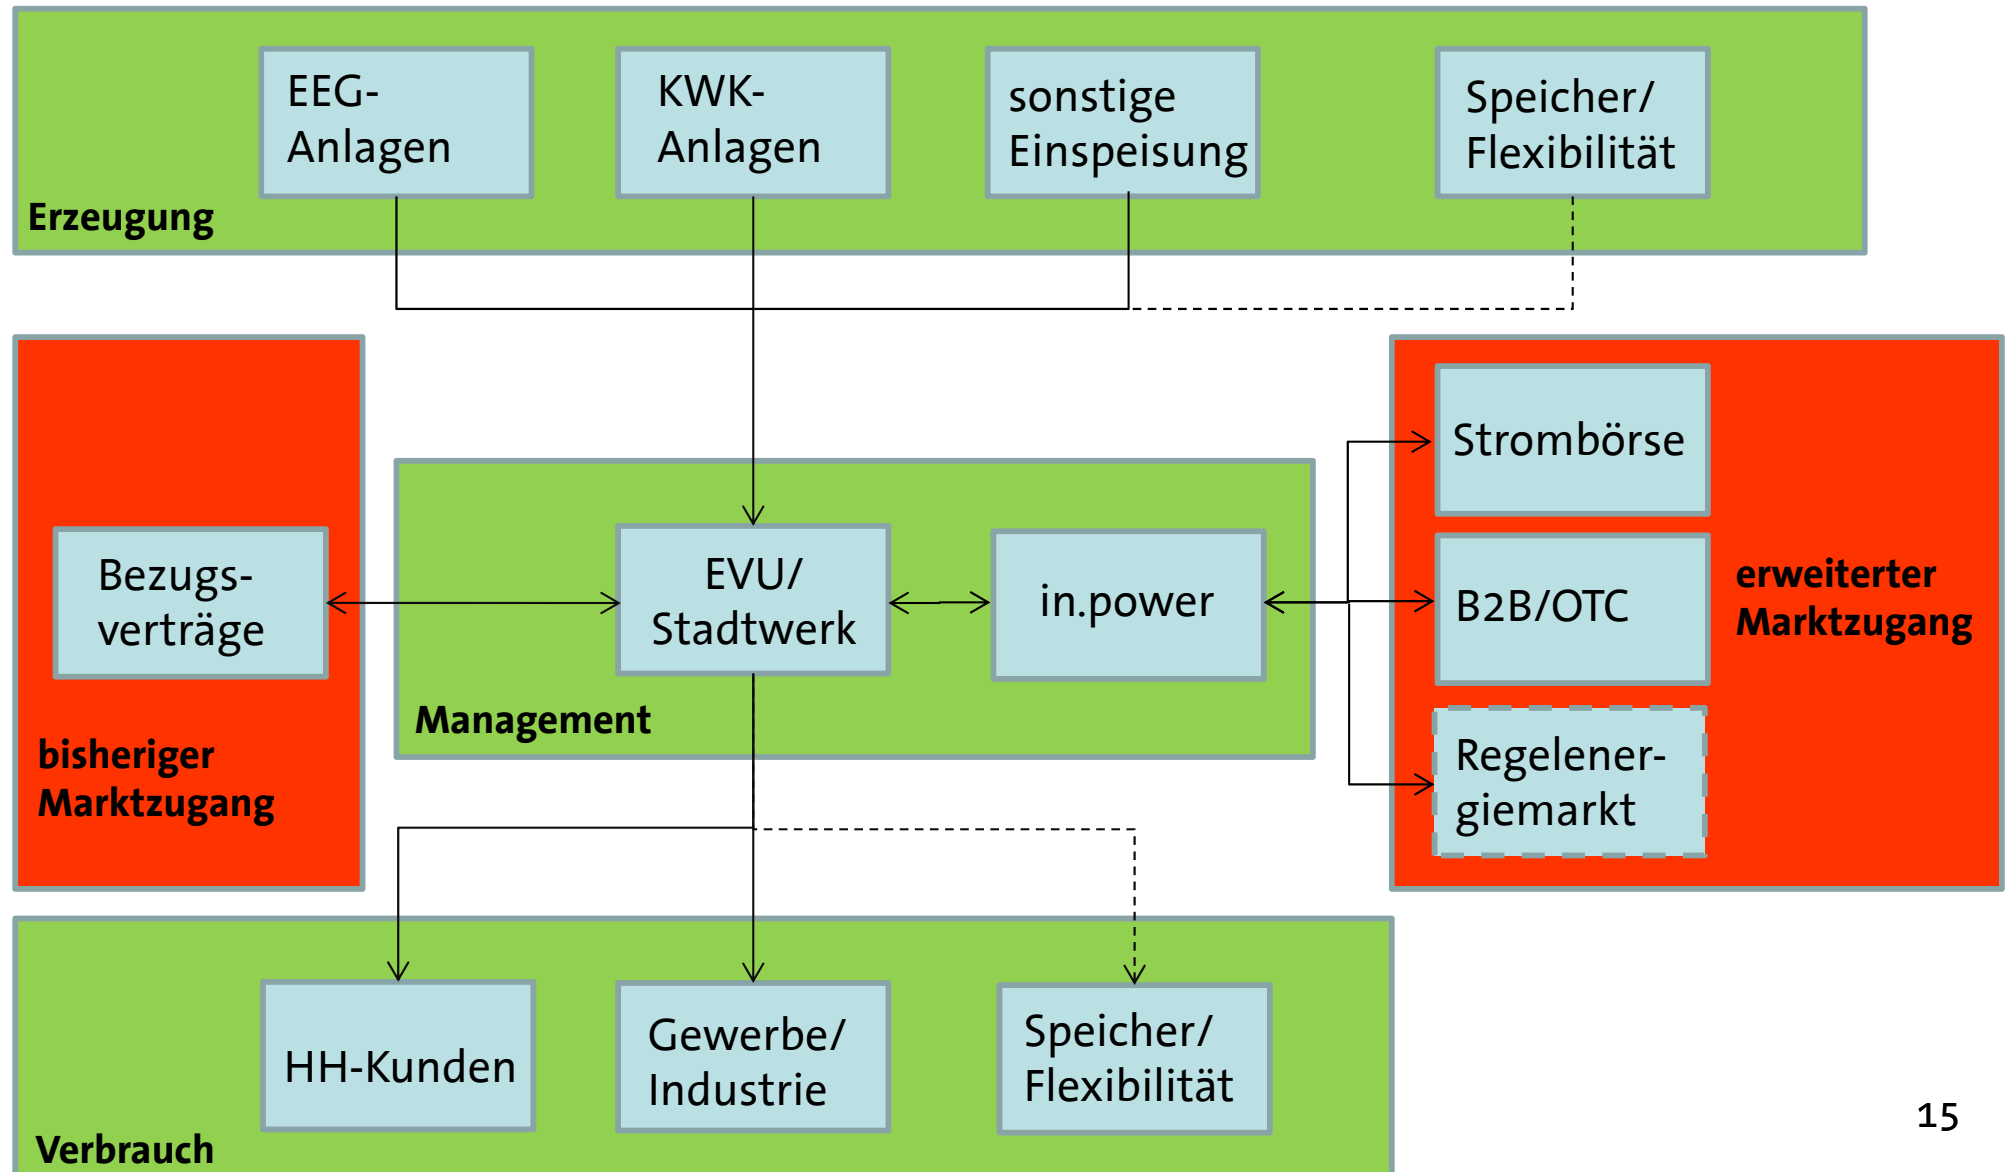 EEG-
Anlagen
KWK-
Anlagen
sonstige
Einspeisung
Speicher/
Flexibilität
Erzeugung
Bezugs-
verträge
bisheriger
Marktzugang
EVU/
Stadtwerk
in.power
Management
Strombörse
B2B/OTC
Regelener-
giemarkt
erweiterter
Marktzugang
HH-Kunden
Gewerbe/
Industrie
Speicher/
Flexibilität
Verbrauch
15